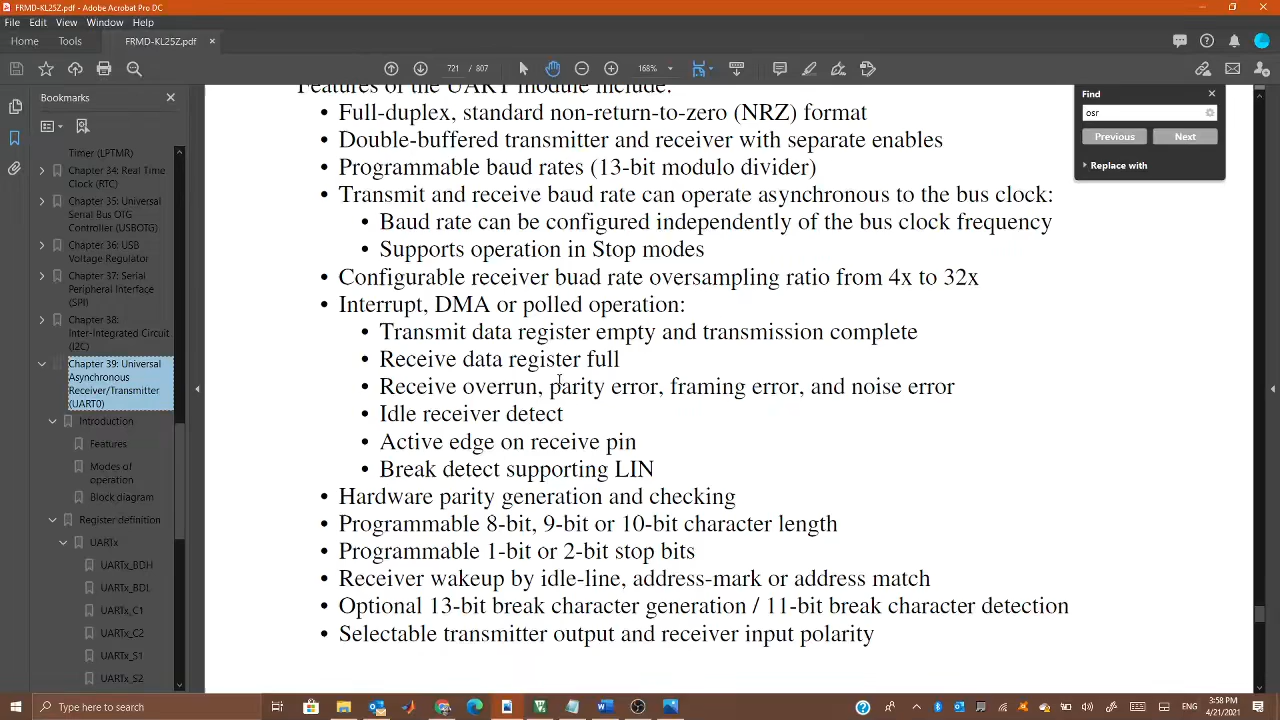 FRMD-KL25Z.pdf - Adobe Acrobat Pro DC
File Edit View Window Help
Home Tools FRMD-KL25Z.pdf ×
721 / 807 168%
Bookmarks
Timer (LPTMR)
Chapter 34: Real Time
Clock (RTC)
Chapter 35: Universal
Serial Bus OTG
Controller (USBOTG)
Chapter 36: USB
Voltage Regulator
Chapter 37: Serial
Peripheral Interface
(SPI)
Chapter 38:
Inter-Integrated Circuit
(I2C)
Chapter 39: Universal
Asynchronous
Receiver/Transmitter
(UART0)
Introduction
Features
Modes of
operation
Block diagram
Register definition
UARTx
UARTx_BDH
UARTx_BDL
UARTx_C1
UARTx_C2
UARTx_S1
UARTx_S2
Features of the UART module include:
• Full-duplex, standard non-return-to-zero (NRZ) format
• Double-buffered transmitter and receiver with separate enables
• Programmable baud rates (13-bit modulo divider)
• Transmit and receive baud rate can operate asynchronous to the bus clock:
• Baud rate can be configured independently of the bus clock frequency
• Supports operation in Stop modes
• Configurable receiver buad rate oversampling ratio from 4x to 32x
• Interrupt, DMA or polled operation:
• Transmit data register empty and transmission complete
• Receive data register full
• Receive overrun, parity error, framing error, and noise error
• Idle receiver detect
• Active edge on receive pin
• Break detect supporting LIN
• Hardware parity generation and checking
• Programmable 8-bit, 9-bit or 10-bit character length
• Programmable 1-bit or 2-bit stop bits
• Receiver wakeup by idle-line, address-mark or address match
• Optional 13-bit break character generation / 11-bit break character detection
• Selectable transmitter output and receiver input polarity
Find
osr
Previous Next
Replace with
Type here to search
ENG
3:58 PM
4/21/2021